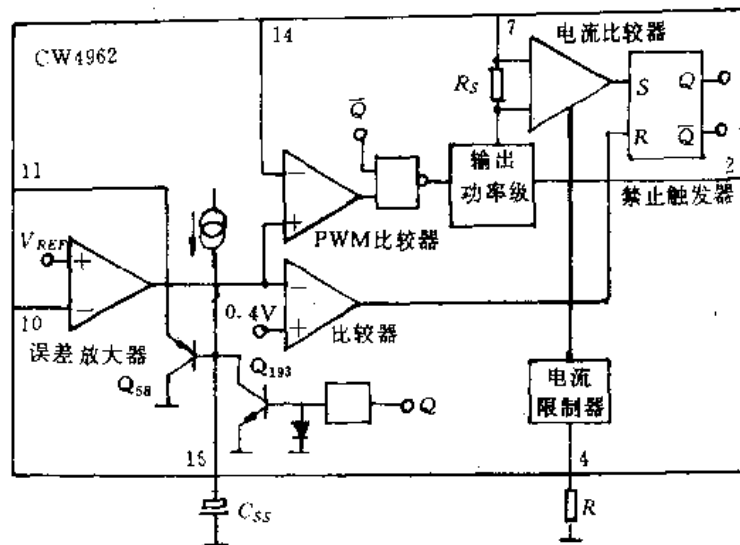 CW4962
14
7
电流比较器
R_S
S
Q
Q̄
R
Q̄
输出
功率级
2
禁止触发器
11
PWM比较器
V_REF
+
−
−
+
−
+
0.4V
比较器
10
误差放大器
Q58
Q193
Q
电流
限制器
15
4
C_SS
R